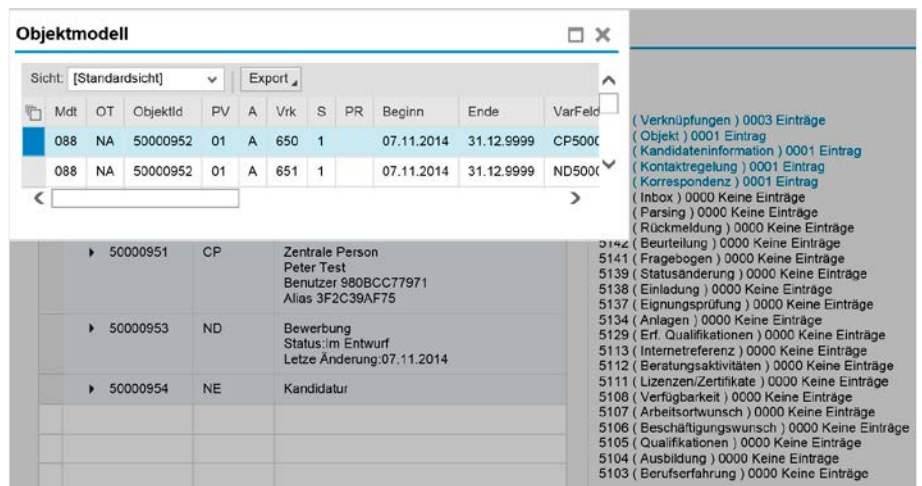 Objektmodell
Sicht: [Standardsicht] Export
Mdt OT ObjektId PV A Vrk S PR Beginn Ende VarFeld
088 NA 50000952 01 A 650 1 07.11.2014 31.12.9999 CP5000
088 NA 50000952 01 A 651 1 07.11.2014 31.12.9999 ND5000
50000951 CP Zentrale Person
Peter Test
Benutzer 980BCC77971
Alias 3F2C39AF75
50000953 ND Bewerbung
Status:Im Entwurf
Letze Änderung:07.11.2014
50000954 NE Kandidatur
( Verknüpfungen ) 0003 Einträge
( Objekt ) 0001 Eintrag
( Kandidateninformation ) 0001 Eintrag
( Kontaktregelung ) 0001 Eintrag
( Korrespondenz ) 0001 Eintrag
( Inbox ) 0000 Keine Einträge
( Parsing ) 0000 Keine Einträge
( Rückmeldung ) 0000 Keine Einträge
5142 ( Beurteilung ) 0000 Keine Einträge
5141 ( Fragebogen ) 0000 Keine Einträge
5139 ( Statusänderung ) 0000 Keine Einträge
5138 ( Einladung ) 0000 Keine Einträge
5137 ( Eignungsprüfung ) 0000 Keine Einträge
5134 ( Anlagen ) 0000 Keine Einträge
5129 ( Erf. Qualifikationen ) 0000 Keine Einträge
5113 ( Internetreferenz ) 0000 Keine Einträge
5112 ( Beratungsaktivitäten ) 0000 Keine Einträge
5111 ( Lizenzen/Zertifikate ) 0000 Keine Einträge
5108 ( Verfügbarkeit ) 0000 Keine Einträge
5107 ( Arbeitsortwunsch ) 0000 Keine Einträge
5106 ( Beschäftigungswunsch ) 0000 Keine Einträge
5105 ( Qualifikationen ) 0000 Keine Einträge
5104 ( Ausbildung ) 0000 Keine Einträge
5103 ( Berufserfahrung ) 0000 Keine Einträge